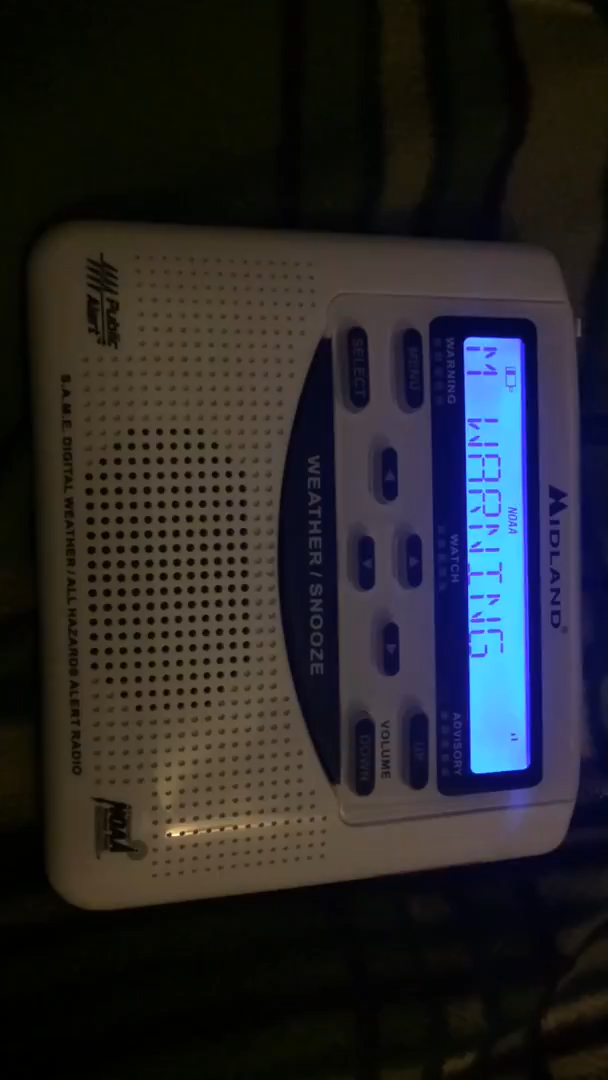 MIDLAND®
NOAA
M WARNING
WARNING
WATCH
ADVISORY
MENU
SELECT
UP
VOLUME
DOWN
WEATHER / SNOOZE
Public
Alert
NOAA
S.A.M.E. DIGITAL WEATHER / ALL HAZARDS ALERT RADIO